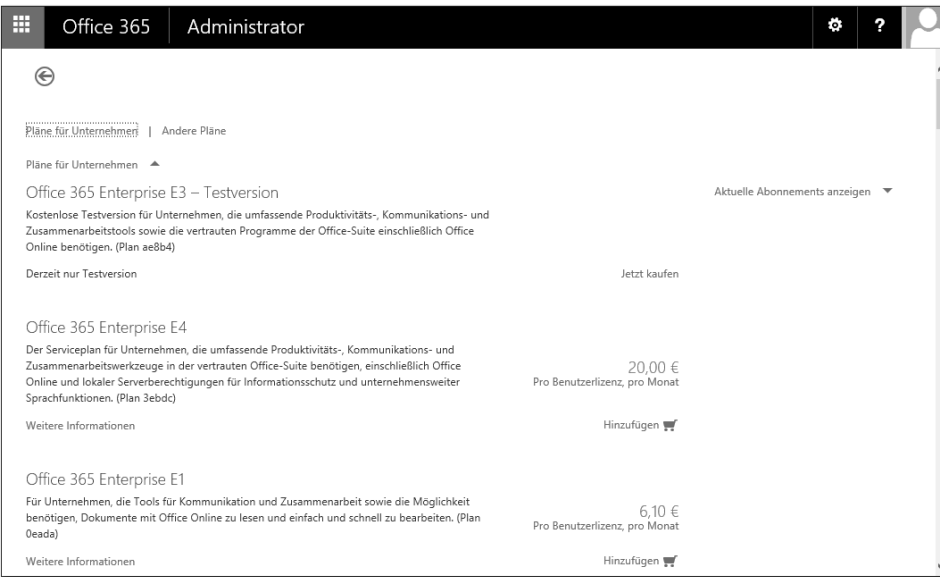 Office 365 Administrator ?
Pläne für Unternehmen | Andere Pläne
Pläne für Unternehmen
Office 365 Enterprise E3 – Testversion
Aktuelle Abonnements anzeigen
Kostenlose Testversion für Unternehmen, die umfassende Produktivitäts-, Kommunikations- und
Zusammenarbeitstools sowie die vertrauten Programme der Office-Suite einschließlich Office
Online benötigen. (Plan ae8b4)
Derzeit nur Testversion
Jetzt kaufen
Office 365 Enterprise E4
Der Serviceplan für Unternehmen, die umfassende Produktivitäts-, Kommunikations- und
Zusammenarbeitswerkzeuge in der vertrauten Office-Suite benötigen, einschließlich Office
Online und lokaler Serverberechtigungen für Informationsschutz und unternehmensweiter
Sprachfunktionen. (Plan 3ebdc)
20,00 €
Pro Benutzerlizenz, pro Monat
Weitere Informationen
Hinzufügen
Office 365 Enterprise E1
Für Unternehmen, die Tools für Kommunikation und Zusammenarbeit sowie die Möglichkeit
benötigen, Dokumente mit Office Online zu lesen und einfach und schnell zu bearbeiten. (Plan
0eada)
6,10 €
Pro Benutzerlizenz, pro Monat
Weitere Informationen
Hinzufügen